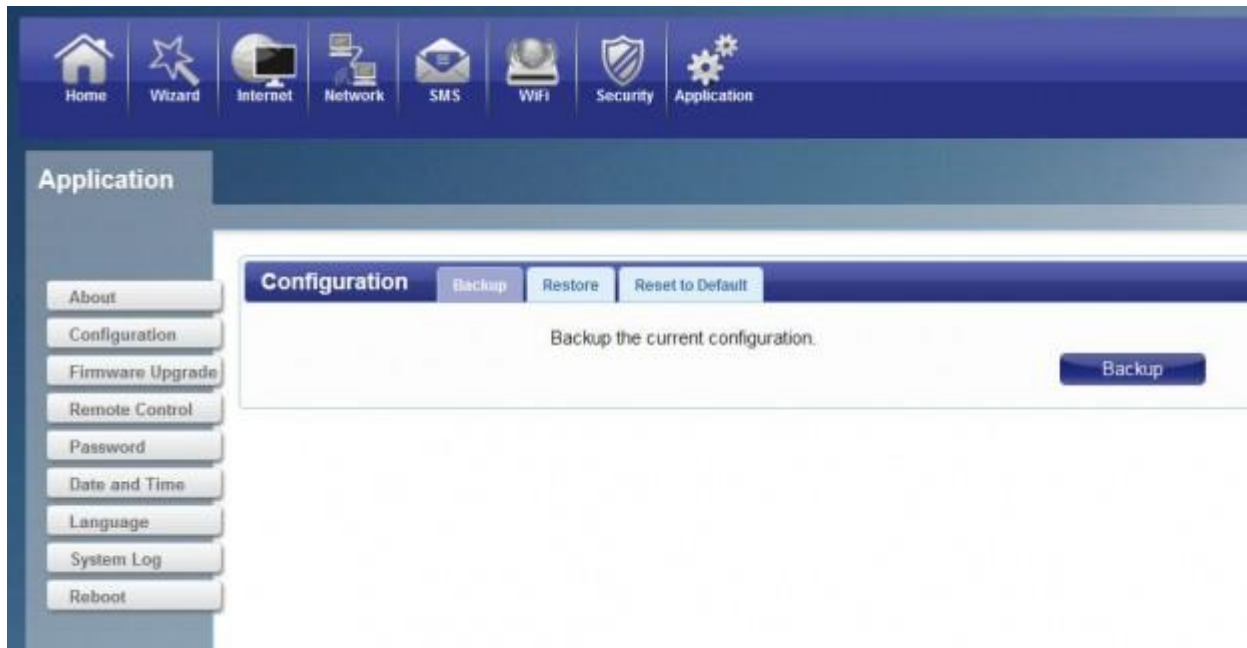 Home Wizard Internet Network SMS WiFi Security Application
Application
Configuration Backup Restore Reset to Default
About
Configuration
Firmware Upgrade
Remote Control
Password
Date and Time
Language
System Log
Reboot
Backup the current configuration.
Backup